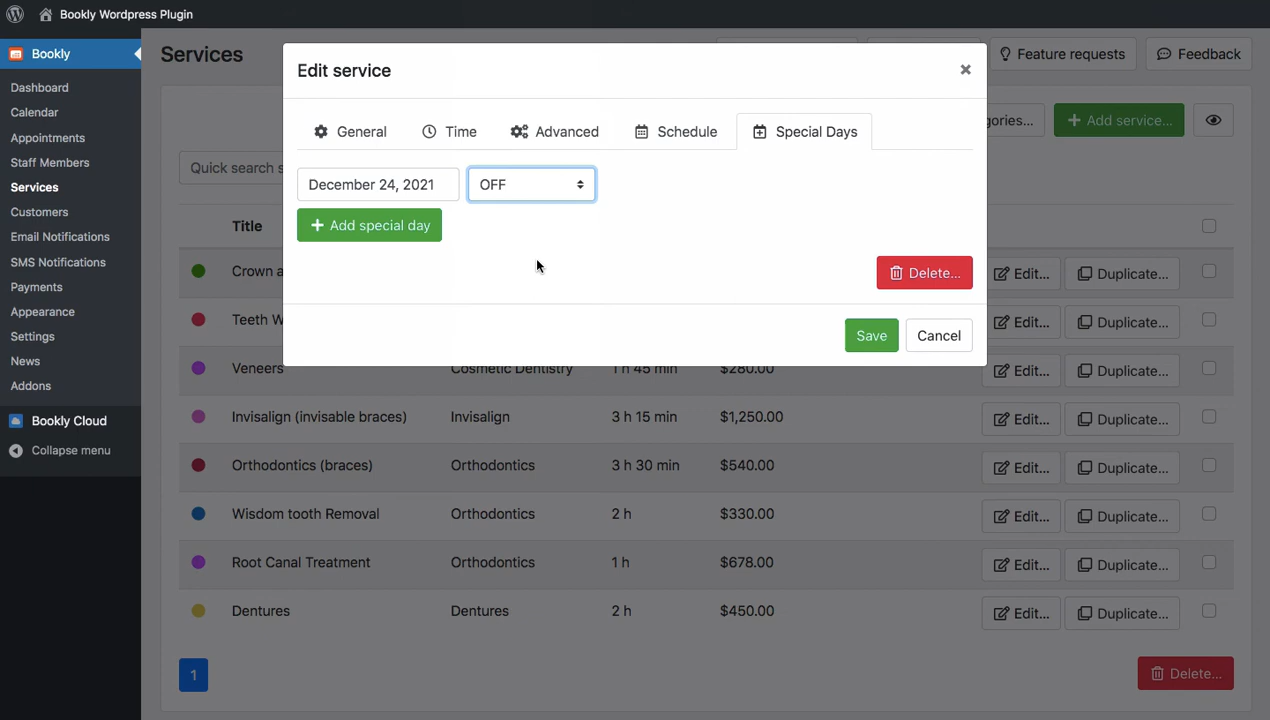 Bookly Wordpress Plugin
Bookly
Dashboard
Calendar
Appointments
Staff Members
Services
Customers
Email Notifications
SMS Notifications
Payments
Appearance
Settings
News
Addons
Bookly Cloud
Collapse menu
Services
Feature requests
Feedback
gories...
Add service...
Quick search s
Title
Edit service
General
Time
Advanced
Schedule
Special Days
December 24, 2021
OFF
Add special day
Delete...
Save
Cancel
Crown a
Edit...
Duplicate...
Teeth W
Edit...
Duplicate...
Veneers Cosmetic Dentistry 1 h 45 min $280.00 Edit... Duplicate...
Invisalign (invisable braces) Invisalign 3 h 15 min $1,250.00 Edit... Duplicate...
Orthodontics (braces) Orthodontics 3 h 30 min $540.00 Edit... Duplicate...
Wisdom tooth Removal Orthodontics 2 h $330.00 Edit... Duplicate...
Root Canal Treatment Orthodontics 1 h $678.00 Edit... Duplicate...
Dentures Dentures 2 h $450.00 Edit... Duplicate...
1
Delete...